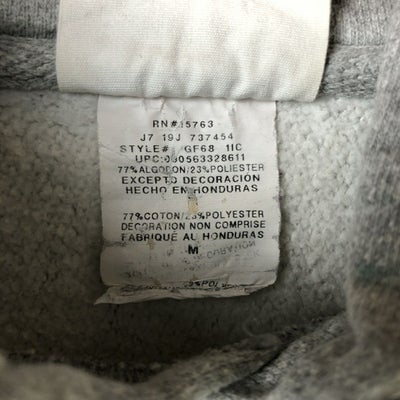 RN# 15763
J7 19J 737454
STYLE# GF68 1IC
UPC:090563328611
77%ALGODON/23%POLIESTER
EXCEPTO DECORACION
HECHO EN HONDURAS
77%COTON/23%POLYESTER
DECORATION NON COMPRISE
FABRIQUE AU HONDURAS
M